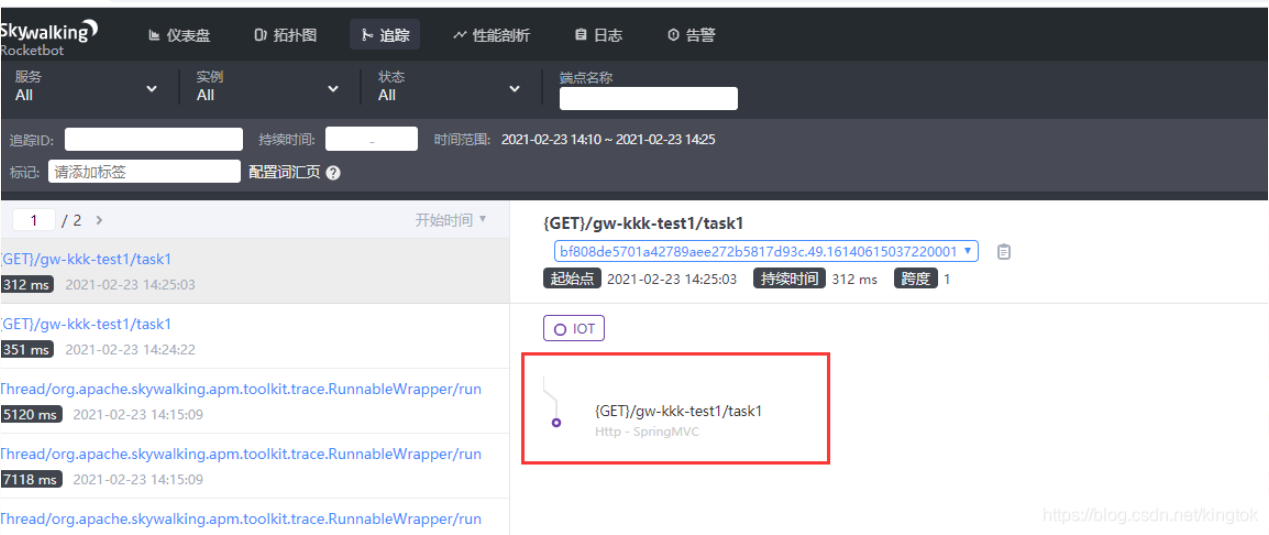 Skywalking
Rocketbot
仪表盘
拓扑图
追踪
性能剖析
日志
告警
服务
All
实例
All
状态
All
端点名称
追踪ID:
持续时间:
-
时间范围: 2021-02-23 14:10 ~ 2021-02-23 14:25
标记: 请添加标签 配置词汇页 ?
1 / 2 >
开始时间
{GET}/gw-kkk-test1/task1
312 ms 2021-02-23 14:25:03
{GET}/gw-kkk-test1/task1
351 ms 2021-02-23 14:24:22
Thread/org.apache.skywalking.apm.toolkit.trace.RunnableWrapper/run
5120 ms 2021-02-23 14:15:09
Thread/org.apache.skywalking.apm.toolkit.trace.RunnableWrapper/run
7118 ms 2021-02-23 14:15:09
Thread/org.apache.skywalking.apm.toolkit.trace.RunnableWrapper/run
{GET}/gw-kkk-test1/task1
bf808de5701a42789aee272b5817d93c.49.16140615037220001
起始点 2021-02-23 14:25:03 持续时间 312 ms 跨度 1
IOT
{GET}/gw-kkk-test1/task1
Http - SpringMVC
https://blog.csdn.net/kingtok